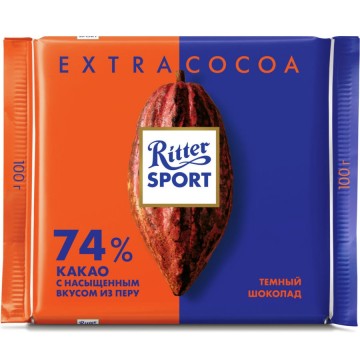 EXTRA COCOA
Ritter
SPORT
100 г
100 г
74%
КАКАО
С НАСЫЩЕННЫМ
ВКУСОМ ИЗ ПЕРУ
ТЕМНЫЙ
ШОКОЛАД